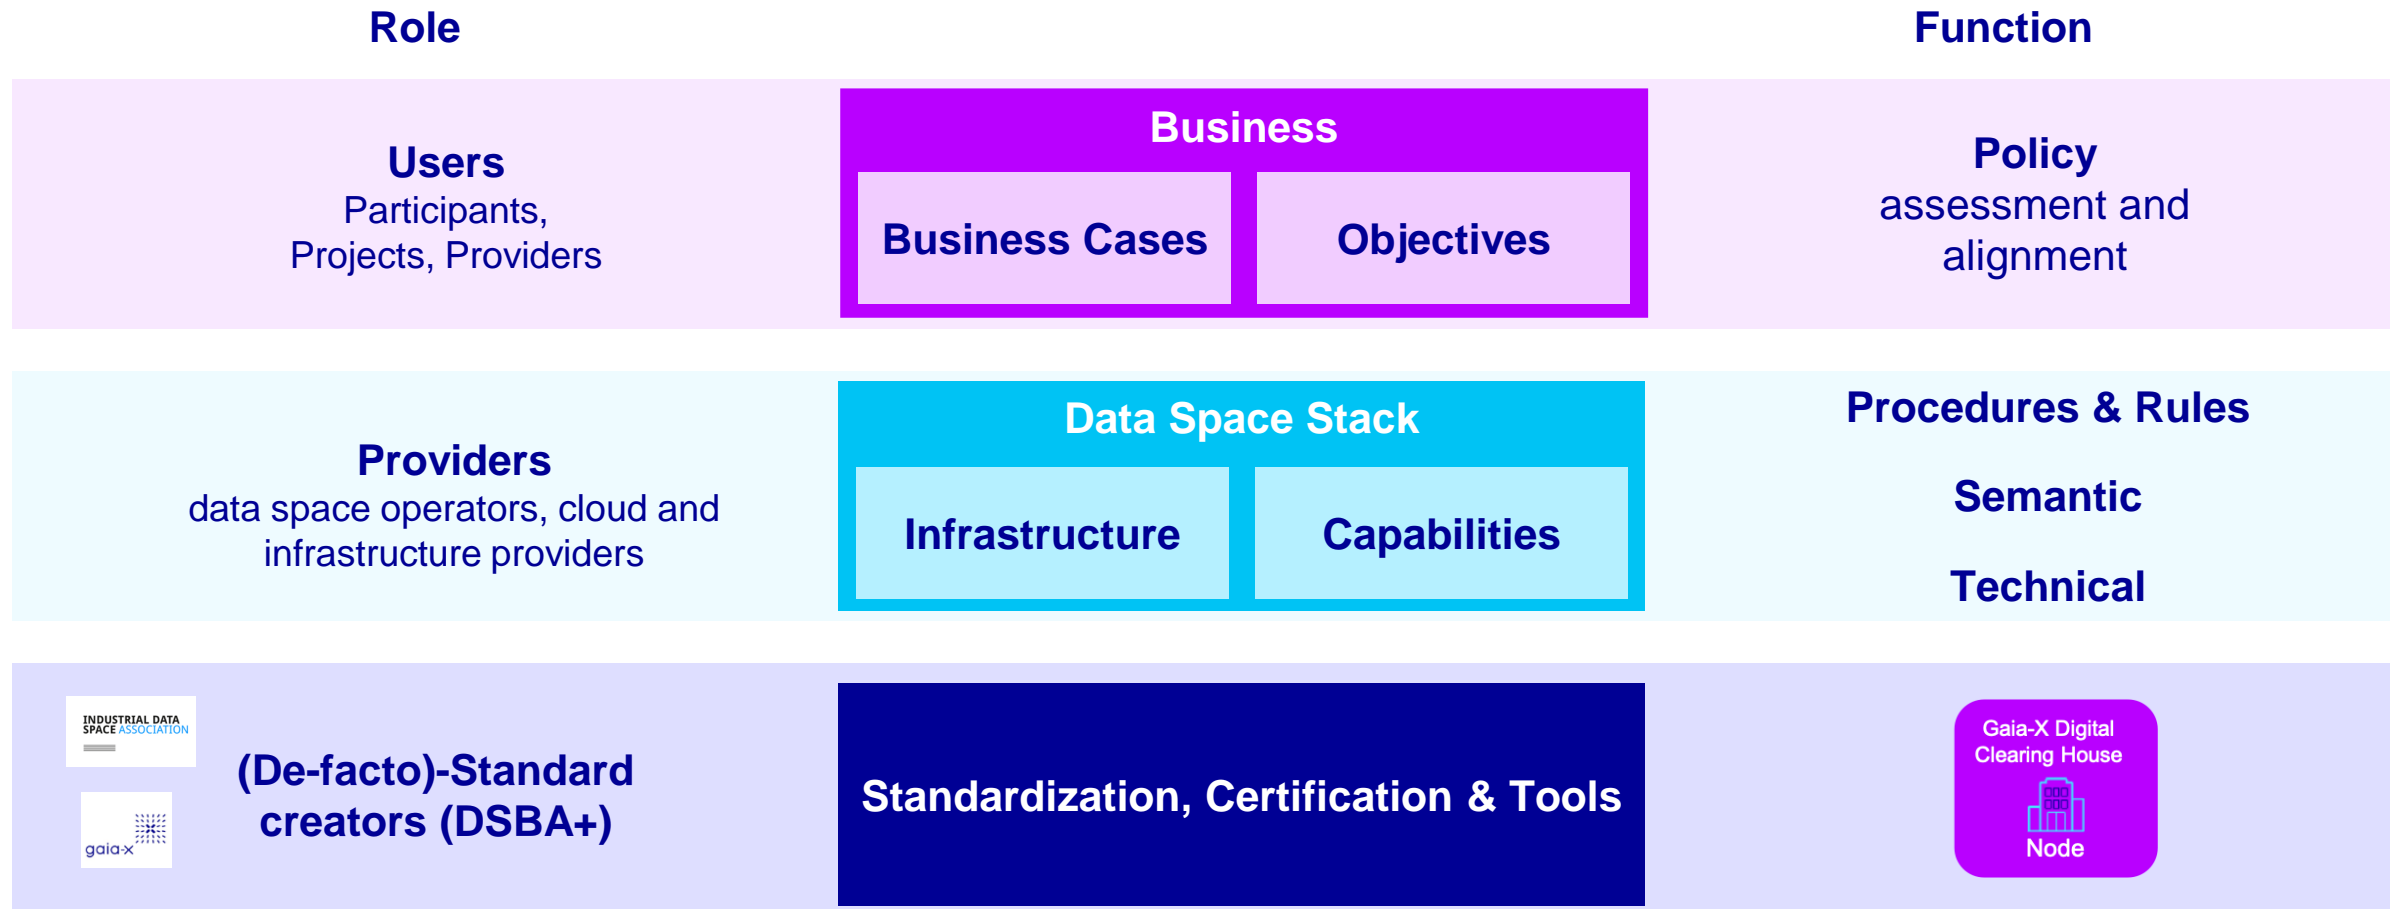 Role
Function
Users
Participants,
Projects, Providers
Business
Business Cases
Objectives
Policy
assessment and
alignment
Providers
data space operators, cloud and
infrastructure providers
Data Space Stack
Infrastructure
Capabilities
Procedures & Rules
Semantic
Technical
INDUSTRIAL DATA
SPACE ASSOCIATION
gaia-x
(De-facto)-Standard
creators (DSBA+)
Standardization, Certification & Tools
Gaia-X Digital
Clearing House
Node